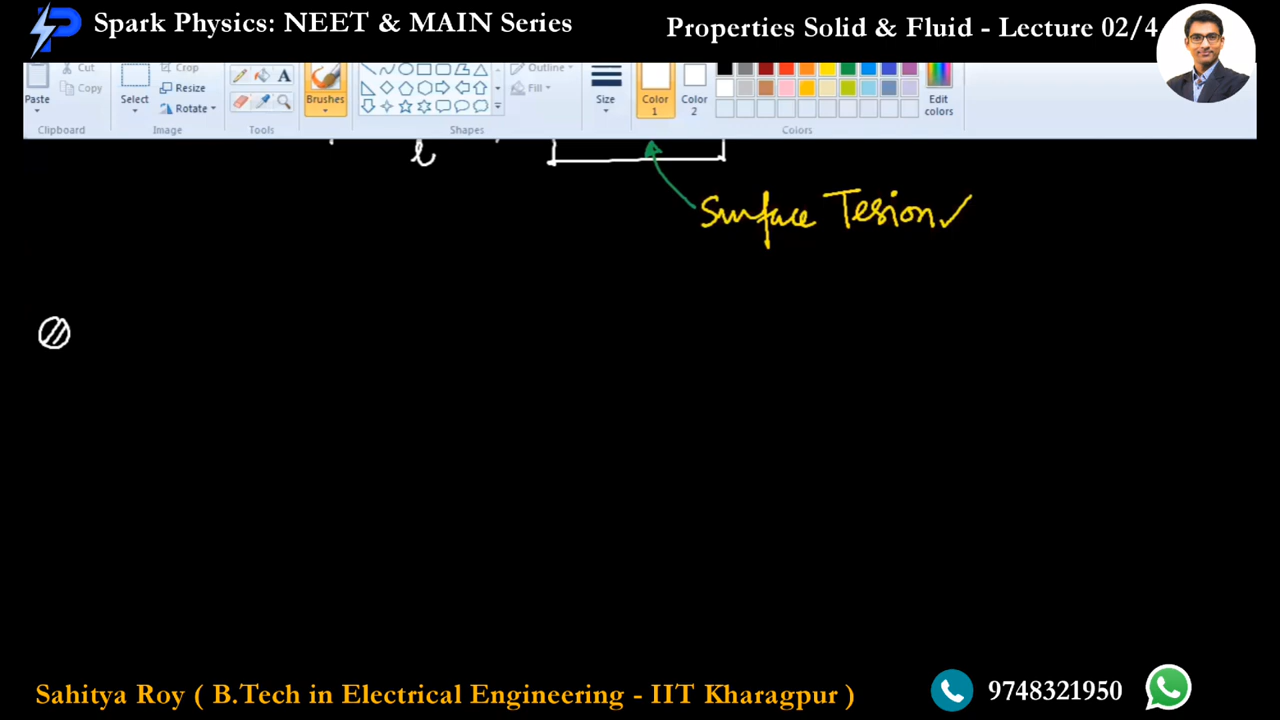 Spark Physics: NEET & MAIN Series
Properties Solid & Fluid - Lecture 02/4
Paste
Cut
Copy
Clipboard
Select
Crop
Resize
Rotate
Image
A
Tools
Brushes
Outline
Fill
Shapes
Size
Color 1
Color 2
Edit colors
Colors
l
Surface Tesion
Sahitya Roy ( B.Tech in Electrical Engineering - IIT Kharagpur )
9748321950